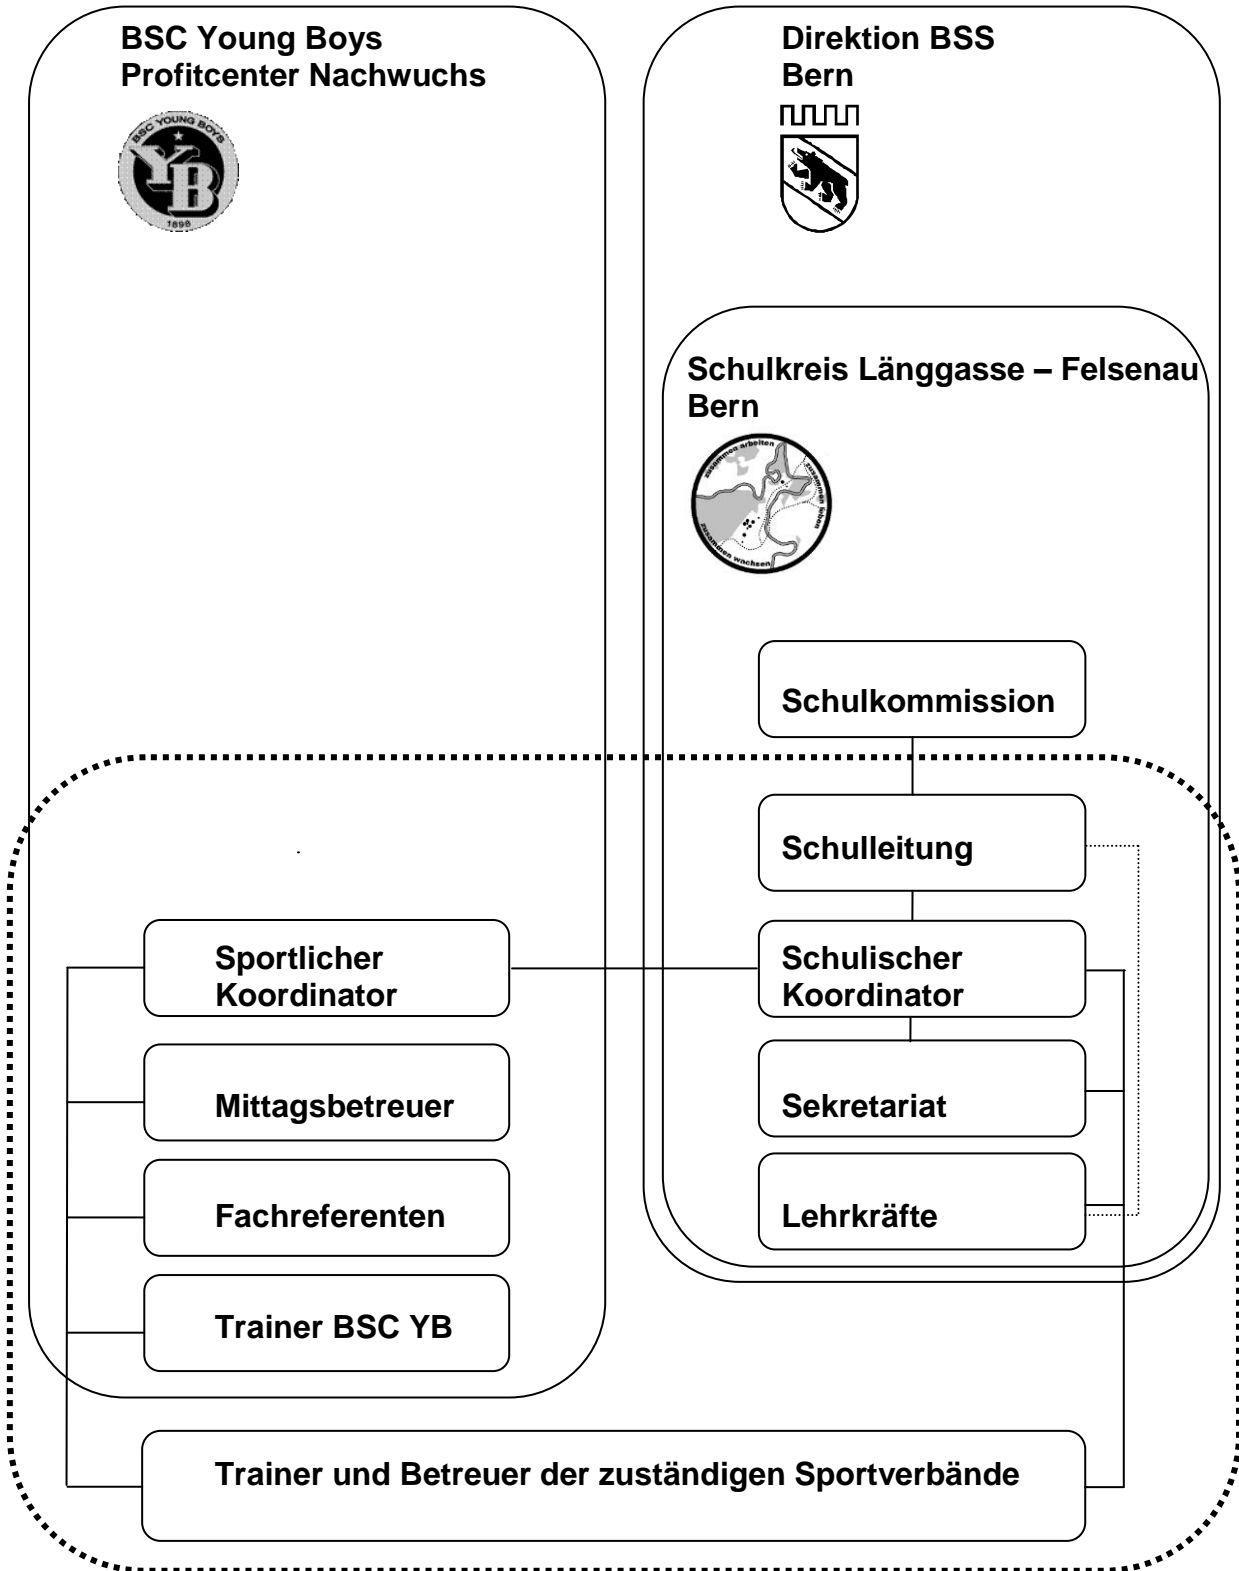 BSC Young Boys
Profitcenter Nachwuchs
BSC YOUNG BOYS
YB
1898
Direktion BSS
Bern
Schulkreis Länggasse – Felsenau
Bern
zusammen arbeiten
zusammen leben
zusammen wachsen
Schulkommission
Schulleitung
Sportlicher
Koordinator
Schulischer
Koordinator
Mittagsbetreuer
Sekretariat
Fachreferenten
Lehrkräfte
Trainer BSC YB
Trainer und Betreuer der zuständigen Sportverbände